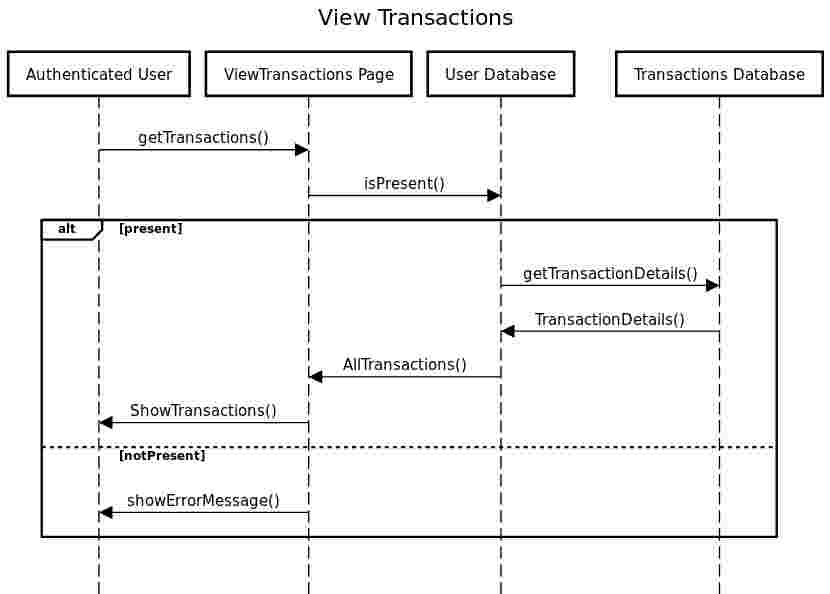 View Transactions
Authenticated User
ViewTransactions Page
User Database
Transactions Database
getTransactions()
isPresent()
alt
[present]
getTransactionDetails()
TransactionDetails()
AllTransactions()
ShowTransactions()
[notPresent]
showErrorMessage()